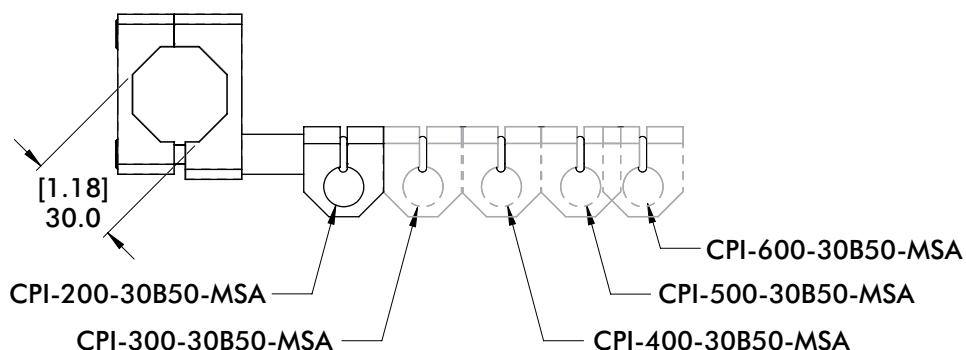 [1.18]
30.0
CPI-600-30B50-MSA
CPI-200-30B50-MSA
CPI-500-30B50-MSA
CPI-300-30B50-MSA
CPI-400-30B50-MSA